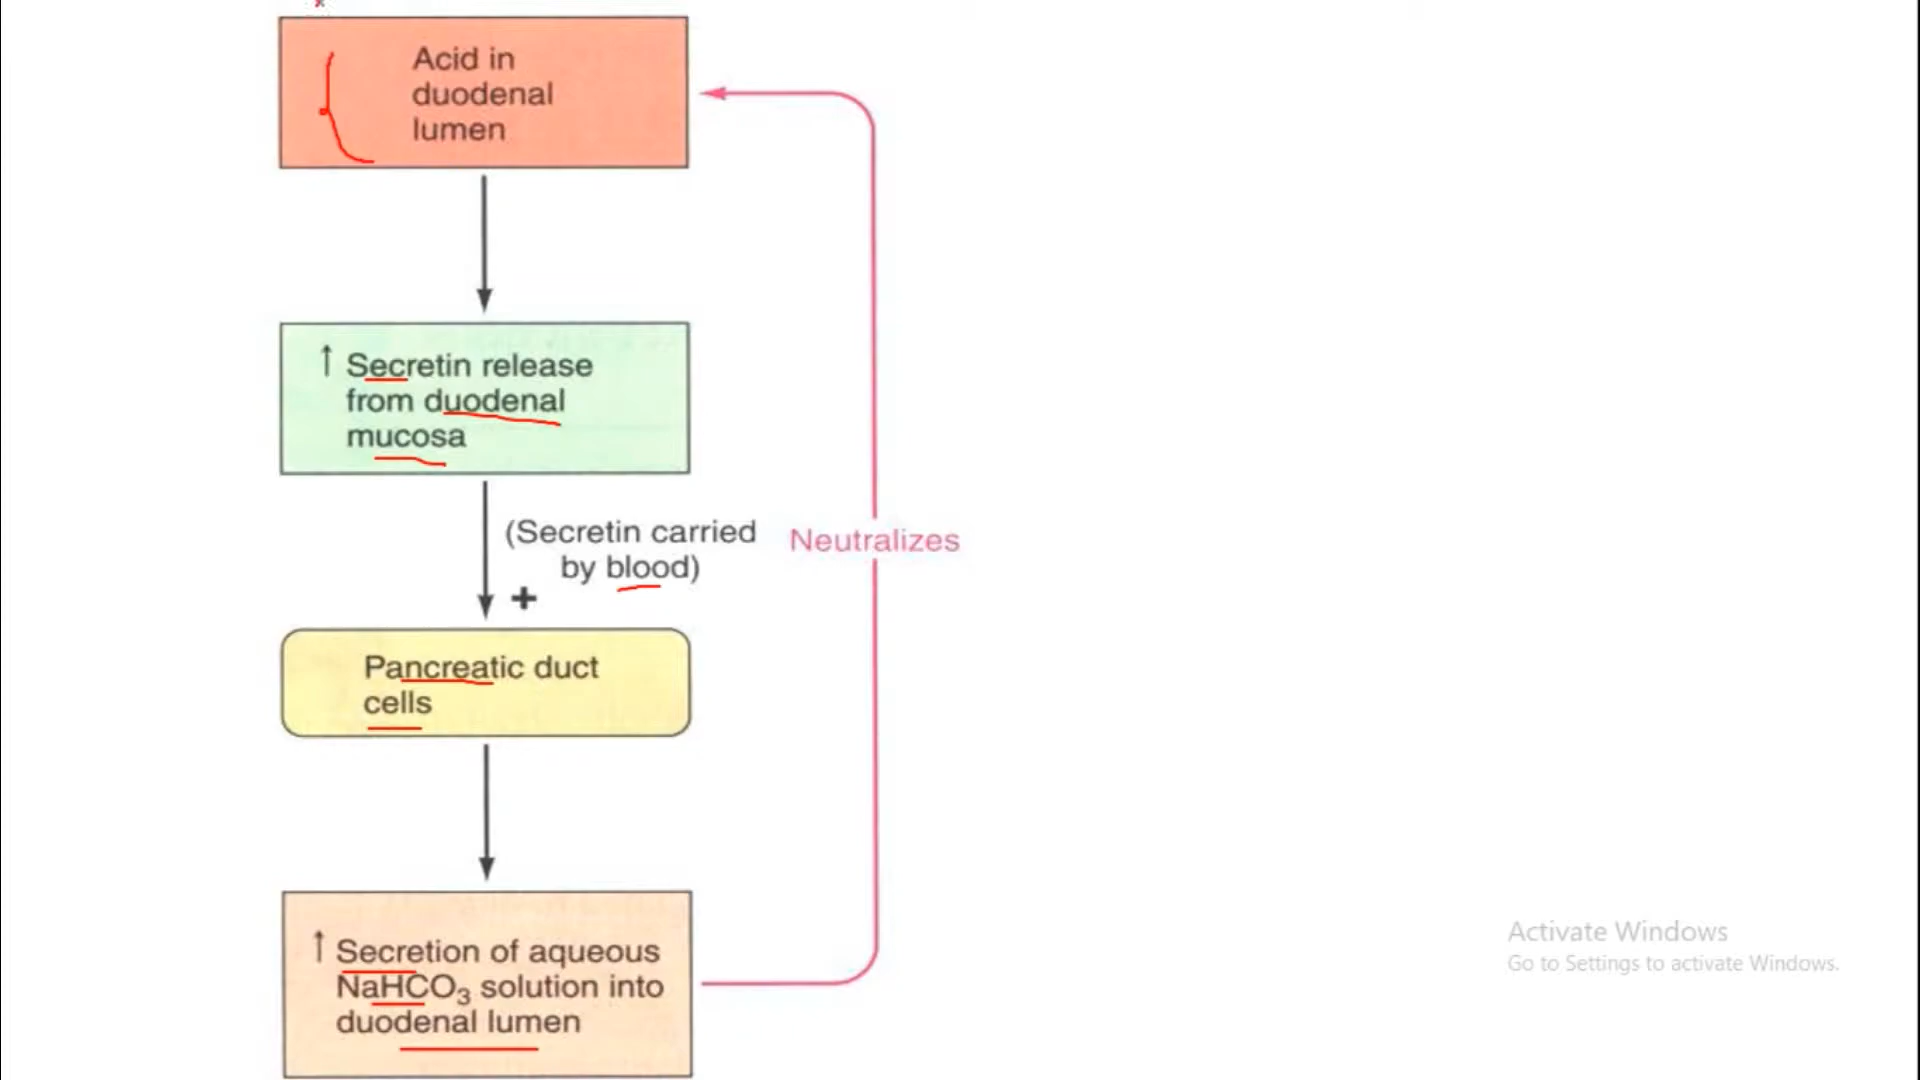 Acid in
duodenal
lumen
↑ Secretin release
from duodenal
mucosa
(Secretin carried
by blood)
+
Neutralizes
Pancreatic duct
cells
↑ Secretion of aqueous
NaHCO₃ solution into
duodenal lumen
Activate Windows
Go to Settings to activate Windows.